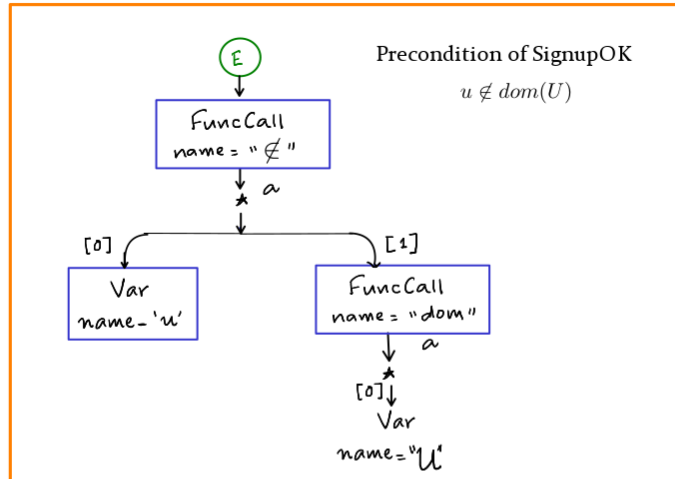 E
Precondition of SignupOK
u ∉ dom(U)
FuncCall
name = "∉"
a
*
[0]
[1]
Var
name - 'u'
FuncCall
name = "dom"
a
*
[0]
Var
name = "U"